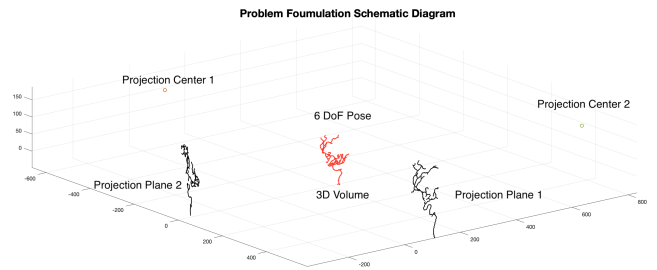 Problem Foumulation Schematic Diagram
Projection Center 1
Projection Center 2
6 DoF Pose
150
100
50
0
Projection Plane 2
3D Volume
Projection Plane 1
-600
-400
-200
0
200
400
-200
0
200
400
600
800